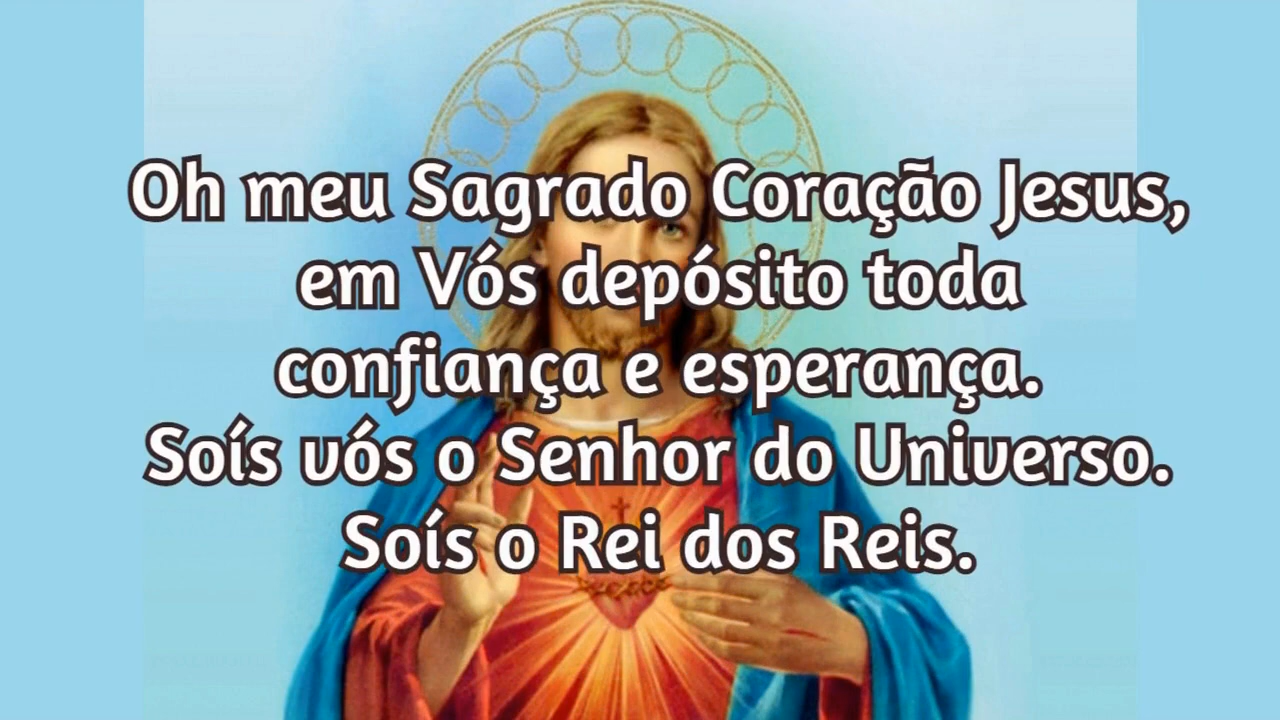 Oh meu Sagrado Coração Jesus,
em Vós depósito toda
confiança e esperança.
Soís vós o Senhor do Universo.
Soís o Rei dos Reis.